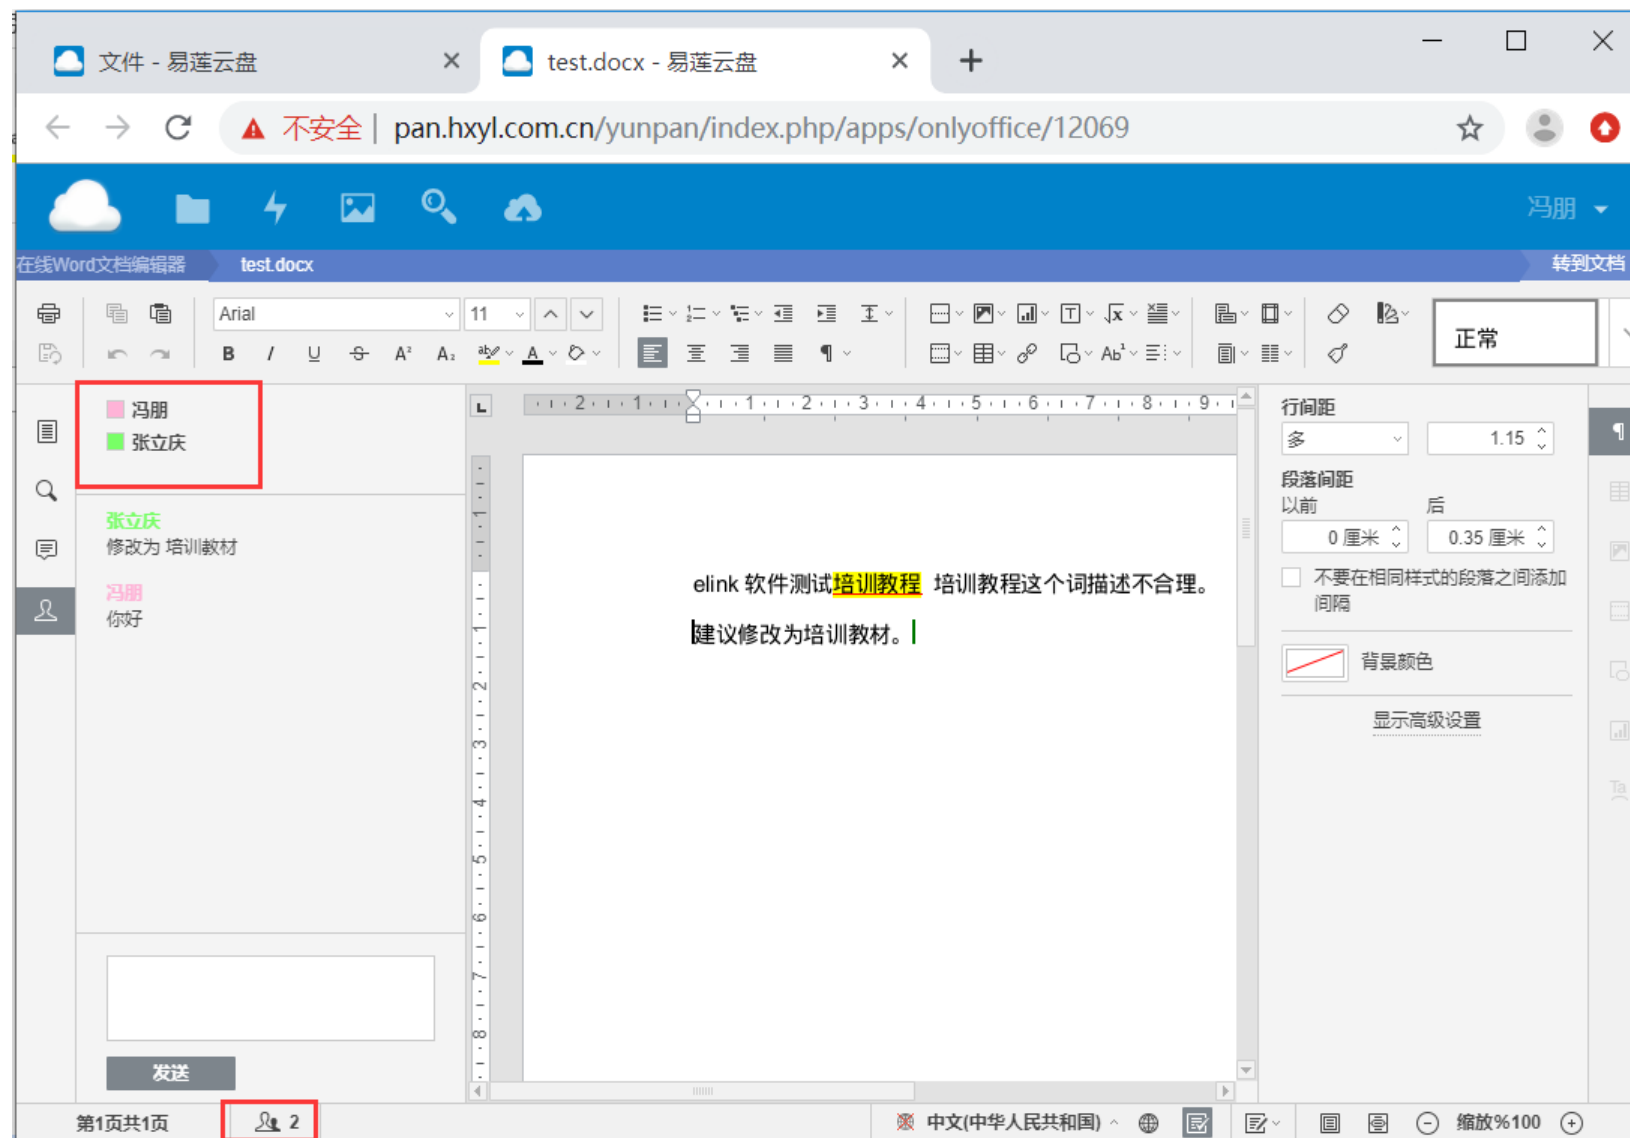 文件 - 易莲云盘
test.docx - 易莲云盘
不安全 | pan.hxyl.com.cn/yunpan/index.php/apps/onlyoffice/12069
冯朋
在线Word文档编辑器 test.docx 转到文档
Arial 11
正常
冯朋
张立庆
张立庆
修改为 培训教材
冯朋
你好
发送
elink 软件测试培训教程 培训教程这个词描述不合理。
建议修改为培训教材。
行间距
多 1.15
段落间距
以前 后
0 厘米 0.35 厘米
不要在相同样式的段落之间添加
间隔
背景颜色
显示高级设置
第1页共1页 2 中文(中华人民共和国) 缩放%100